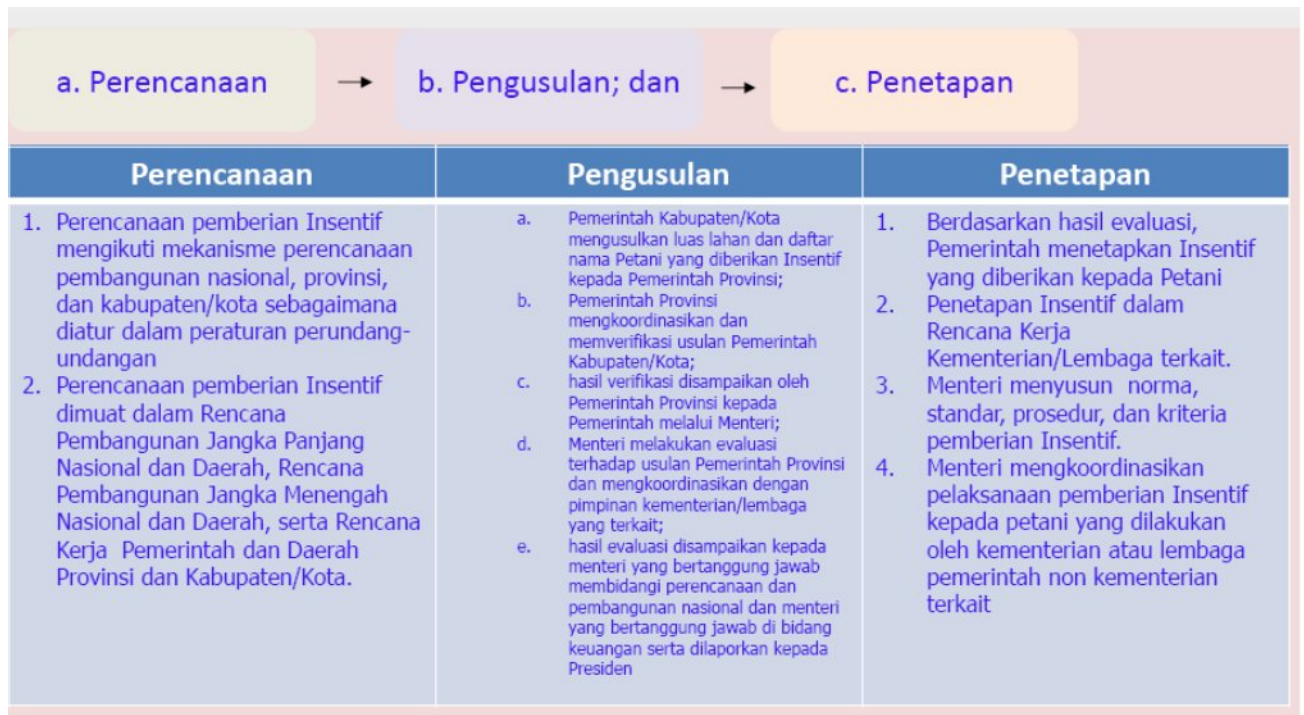 a. Perencanaan → b. Pengusulan; dan → c. Penetapan
Perencanaan
1. Perencanaan pemberian Insentif
mengikuti mekanisme perencanaan
pembangunan nasional, provinsi,
dan kabupaten/kota sebagaimana
diatur dalam peraturan perundang-
undangan
2. Perencanaan pemberian Insentif
dimuat dalam Rencana
Pembangunan Jangka Panjang
Nasional dan Daerah, Rencana
Pembangunan Jangka Menengah
Nasional dan Daerah, serta Rencana
Kerja Pemerintah dan Daerah
Provinsi dan Kabupaten/Kota.
Pengusulan
a. Pemerintah Kabupaten/Kota
mengusulkan luas lahan dan daftar
nama Petani yang diberikan Insentif
kepada Pemerintah Provinsi;
b. Pemerintah Provinsi
mengkoordinasikan dan
memverifikasi usulan Pemerintah
Kabupaten/Kota;
c. hasil verifikasi disampaikan oleh
Pemerintah Provinsi kepada
Pemerintah melalui Menteri;
d. Menteri melakukan evaluasi
terhadap usulan Pemerintah Provinsi
dan mengkoordinasikan dengan
pimpinan kementerian/lembaga
yang terkait;
e. hasil evaluasi disampaikan kepada
menteri yang bertanggung jawab
membidangi perencanaan dan
pembangunan nasional dan menteri
yang bertanggung jawab di bidang
keuangan serta dilaporkan kepada
Presiden
Penetapan
1. Berdasarkan hasil evaluasi,
Pemerintah menetapkan Insentif
yang diberikan kepada Petani
2. Penetapan Insentif dalam
Rencana Kerja
Kementerian/Lembaga terkait.
3. Menteri menyusun norma,
standar, prosedur, dan kriteria
pemberian Insentif.
4. Menteri mengkoordinasikan
pelaksanaan pemberian Insentif
kepada petani yang dilakukan
oleh kementerian atau lembaga
pemerintah non kementerian
terkait